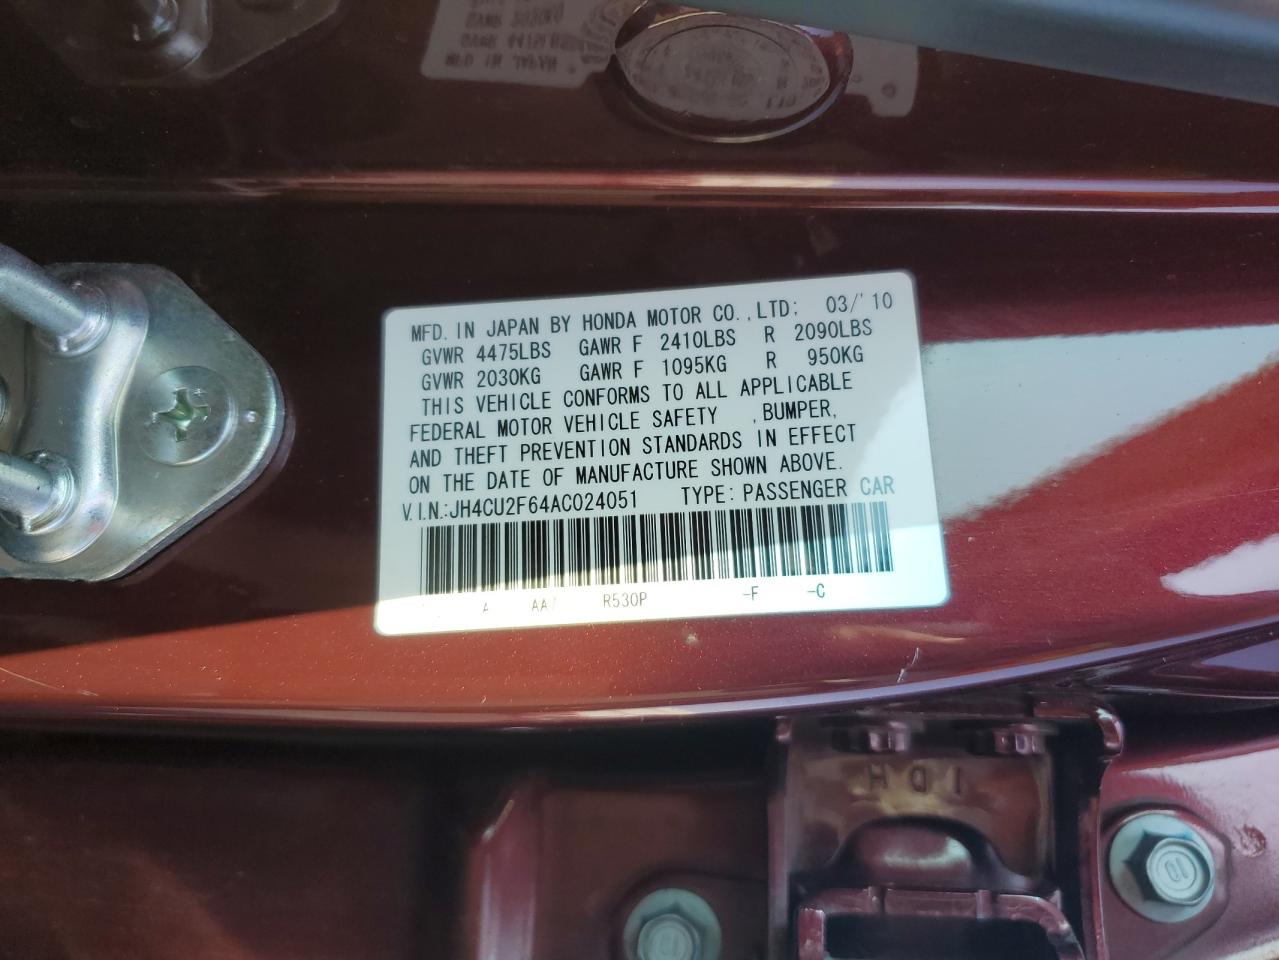 MFD. IN JAPAN BY HONDA MOTOR CO., LTD; 03/'10
GVWR 4475LBS GAWR F 2410LBS R 2090LBS
GVWR 2030KG GAWR F 1095KG R 950KG
THIS VEHICLE CONFORMS TO ALL APPLICABLE
FEDERAL MOTOR VEHICLE SAFETY , BUMPER,
AND THEFT PREVENTION STANDARDS IN EFFECT
ON THE DATE OF MANUFACTURE SHOWN ABOVE.
V.I.N.:JH4CU2F64AC024051 TYPE: PASSENGER CAR
A AA/ R530P -F -C